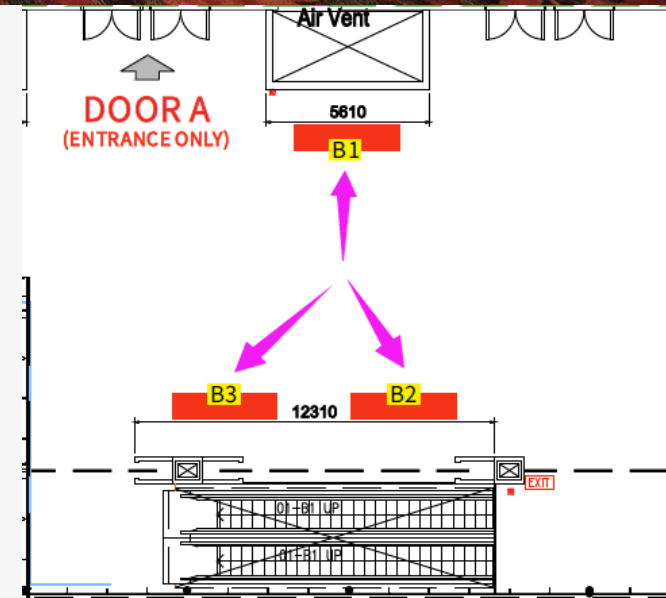 Air Vent
DOOR A
(ENTRANCE ONLY)
5610
B1
B3
B2
12310
EXIT
01-B1 UP
01-B1 UP